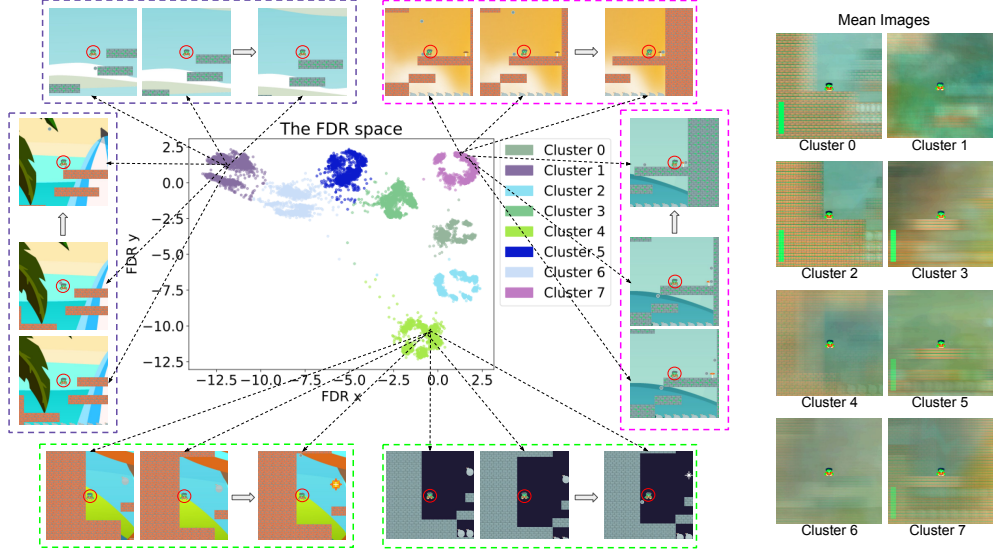 Mean Images
Cluster 0
Cluster 1
Cluster 2
Cluster 3
Cluster 4
Cluster 5
Cluster 6
Cluster 7
The FDR space
FDR y
2.5
0.0
−2.5
−5.0
−7.5
−10.0
−12.5
−12.5 −10.0 −7.5 −5.0 −2.5 0.0 2.5
FDR x
Cluster 0
Cluster 1
Cluster 2
Cluster 3
Cluster 4
Cluster 5
Cluster 6
Cluster 7